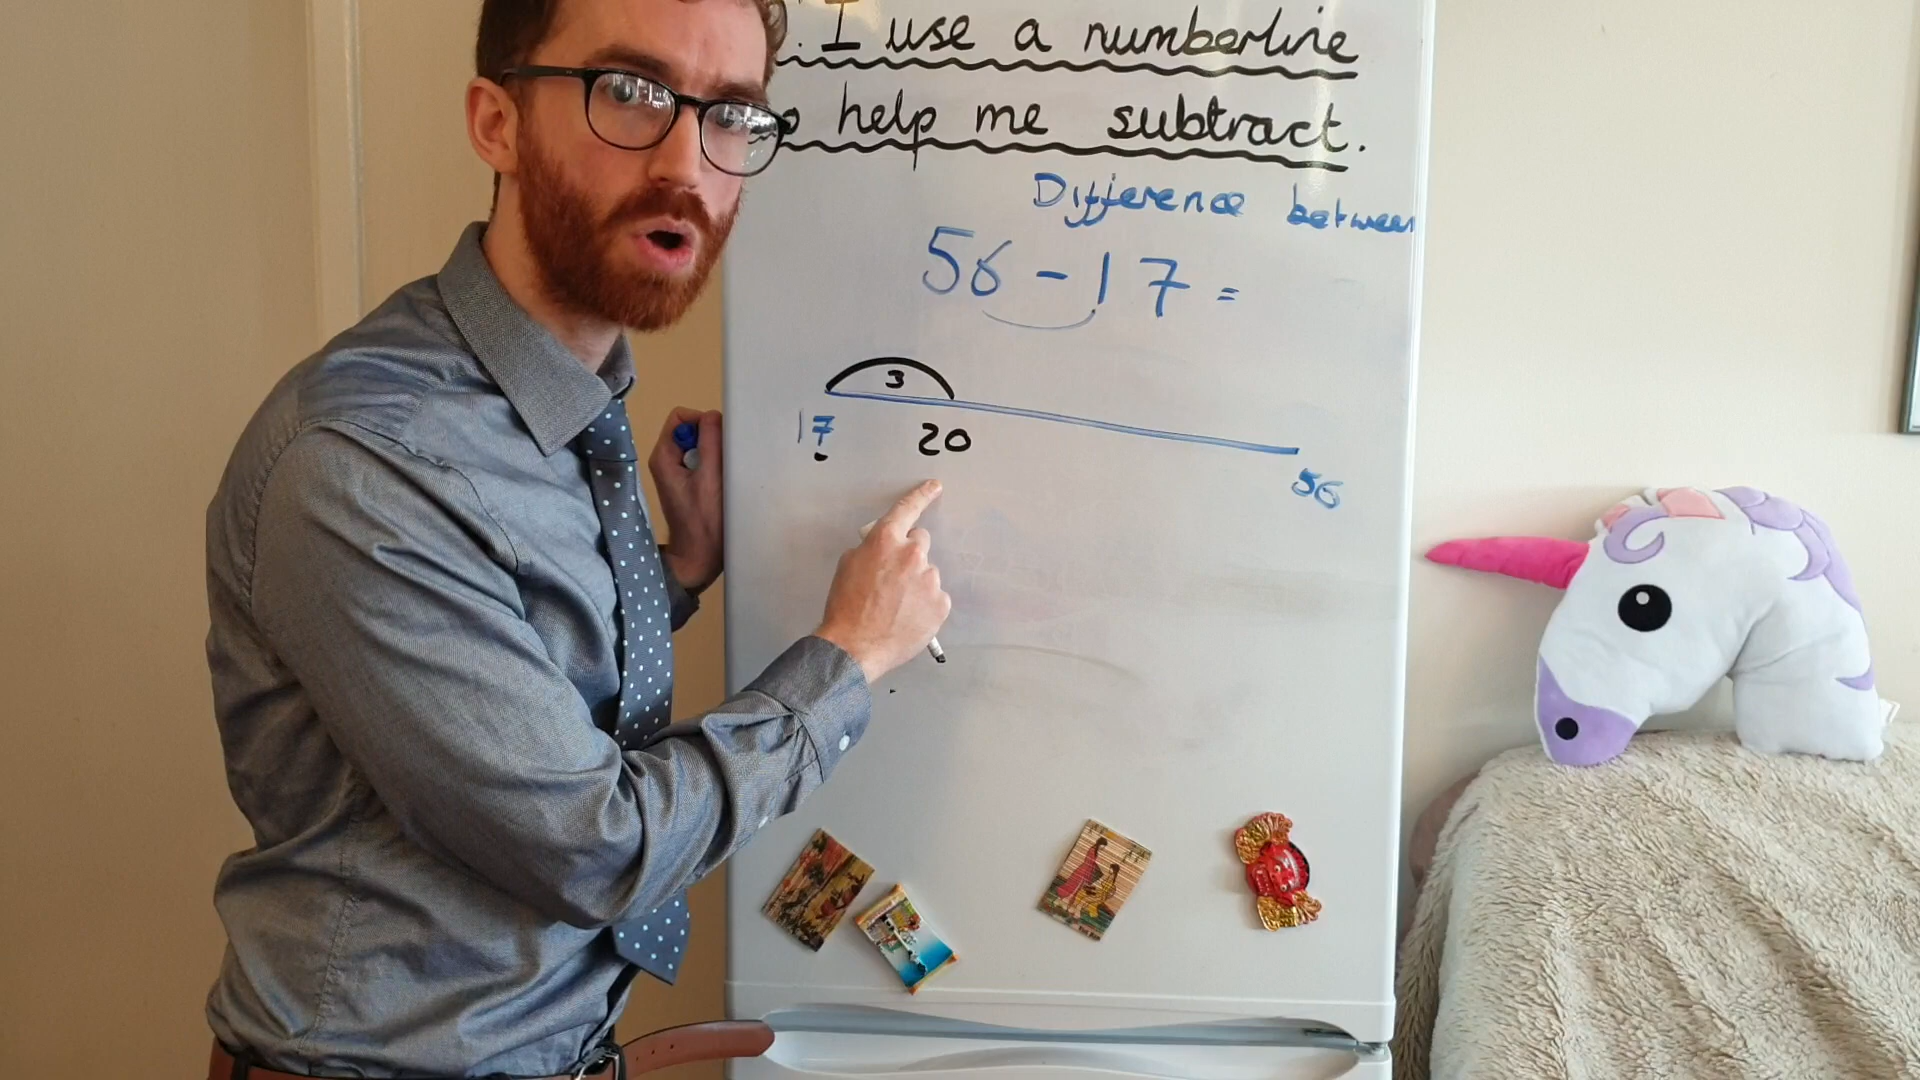 . I use a numberline
o help me subtract.
Difference between
56 - 17 =
3
17 20
56